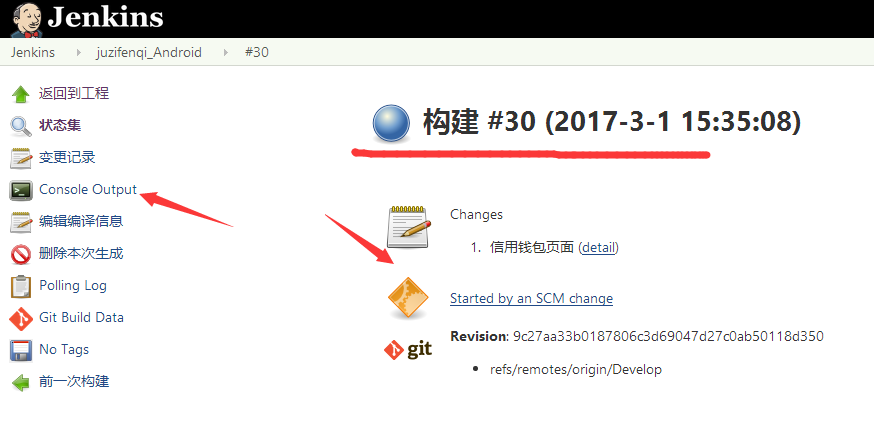 Jenkins
Jenkins juzifenqi_Android #30
返回到工程
状态集
变更记录
Console Output
编辑编译信息
删除本次生成
Polling Log
Git Build Data
No Tags
前一次构建
构建 #30 (2017-3-1 15:35:08)
Changes
1. 信用钱包页面 (detail)
Started by an SCM change
git
Revision: 9c27aa33b0187806c3d69047d27c0ab50118d350
refs/remotes/origin/Develop